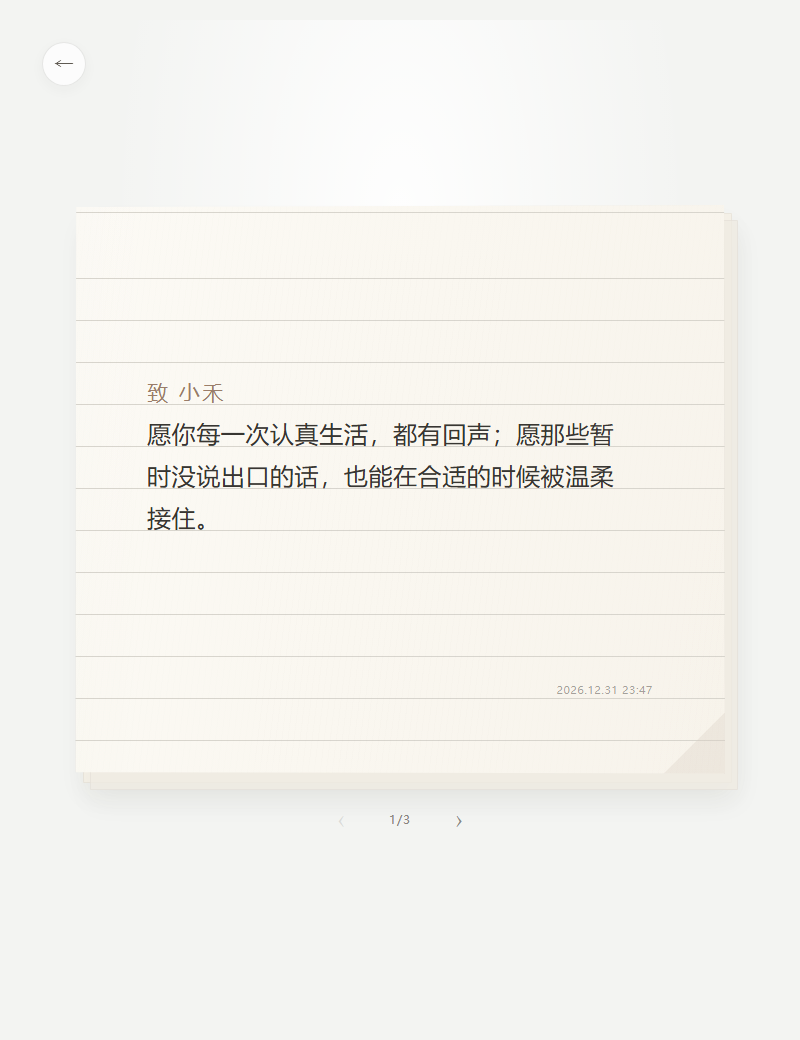 致 小禾
愿你每一次认真生活，都有回声；愿那些暂
时没说出口的话，也能在合适的时候被温柔
接住。
2026.12.31 23:47
1/3